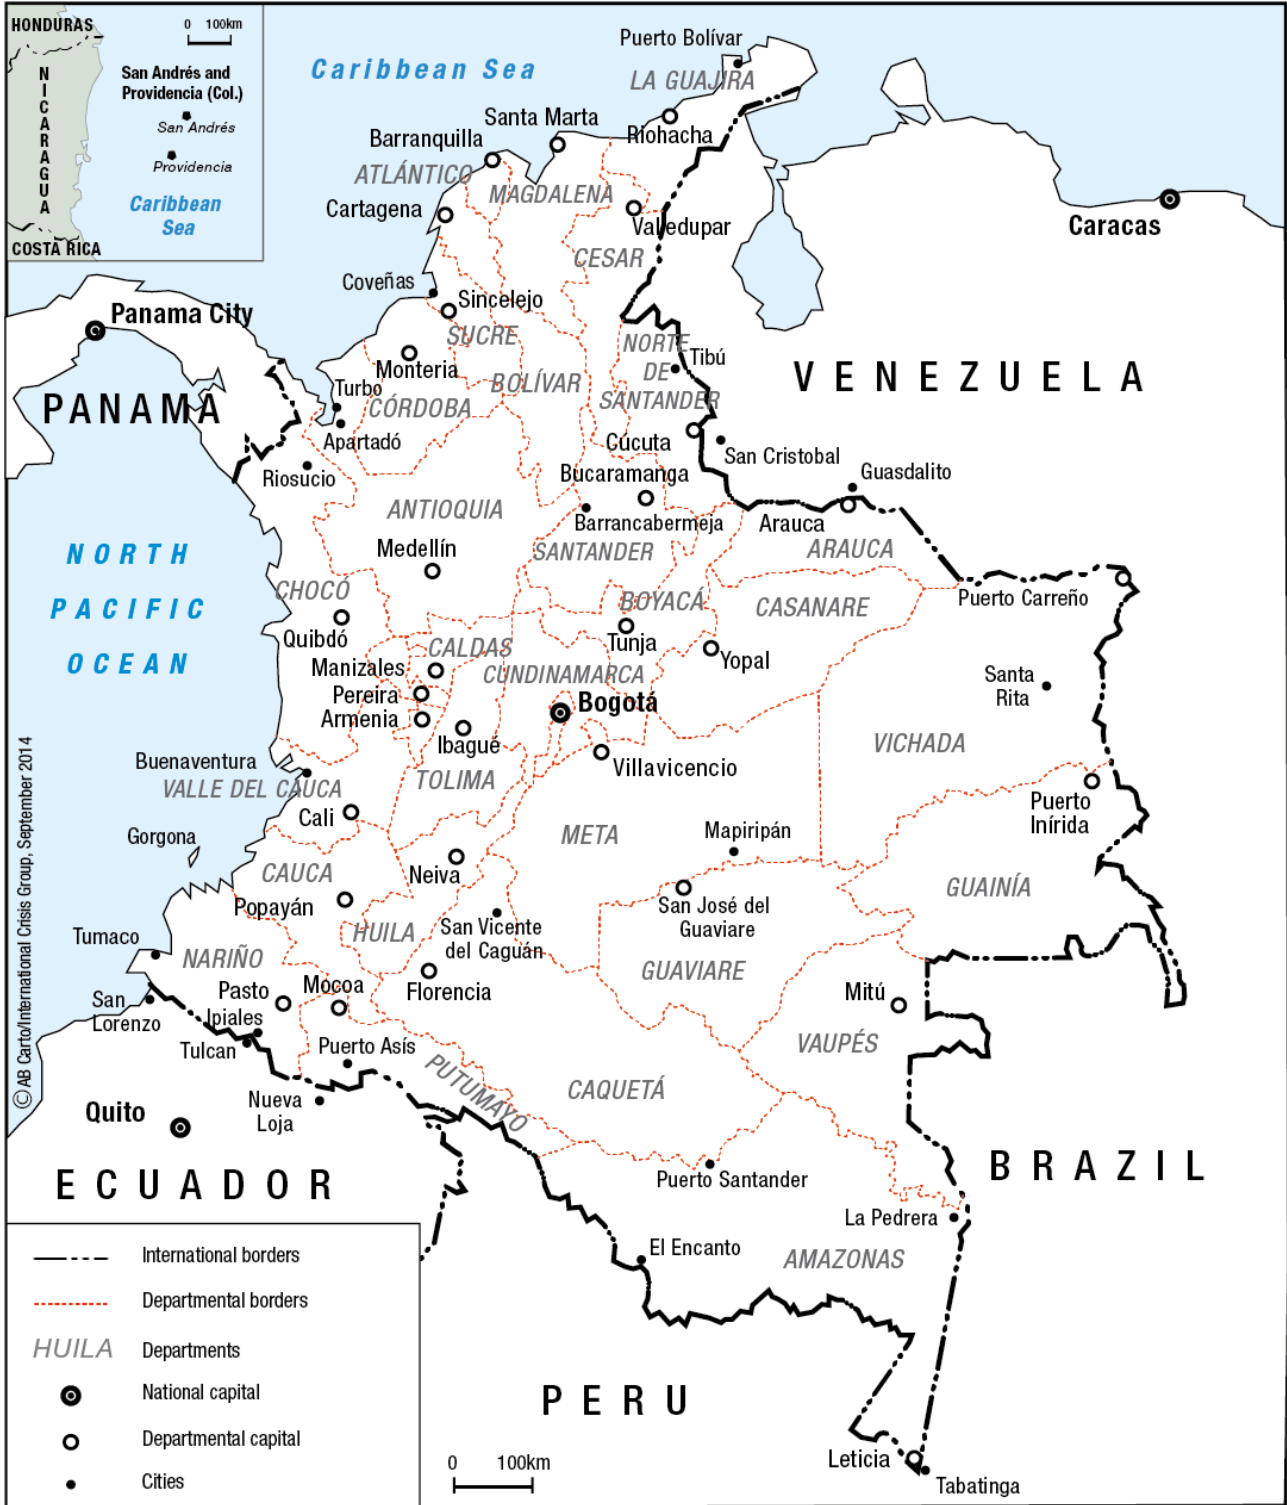 HONDURAS
0 100km
NICARAGUA
San Andrés and
Providencia (Col.)
San Andrés
Providencia
Caribbean
Sea
COSTA RICA
Caribbean Sea
Puerto Bolívar
LA GUAJIRA
Santa Marta
Riohacha
Barranquilla
ATLÁNTICO
MAGDALENA
Cartagena
Valledupar
Caracas
CESAR
Coveñas
Sincelejo
Panama City
SUCRE
NORTE
DE
SANTANDER
Tibú
Monteria
VENEZUELA
Turbo
BOLÍVAR
PANAMA
CÓRDOBA
Apartadó
Cúcuta
San Cristobal
Riosucio
Bucaramanga
Guasdalito
ANTIOQUIA
Barrancabermeja
Arauca
NORTH
PACIFIC
OCEAN
Medellín
SANTANDER
ARAUCA
CHOCÓ
BOYACÁ
CASANARE
Puerto Carreño
Quibdó
Tunja
CALDAS
Manizales
CUNDINAMARCA
Yopal
Santa
Rita
Pereira
Bogotá
Armenia
Ibagué
VICHADA
Buenaventura
Villavicencio
VALLE DEL CAUCA
TOLIMA
Cali
Puerto
Inírida
Gorgona
META
Mapiripán
CAUCA
Neiva
GUAINÍA
Popayán
San José del
Guaviare
HUILA
San Vicente
del Caguán
Tumaco
NARIÑO
GUAVIARE
Pasto
Mocoa
Florencia
Mitú
San
Lorenzo
Ipiales
Tulcan
Puerto Asís
VAUPÉS
PUTUMAYO
CAQUETÁ
Nueva
Loja
Quito
ECUADOR
Puerto Santander
BRAZIL
La Pedrera
El Encanto
AMAZONAS
PERU
Leticia
Tabatinga
0 100km
International borders
Departmental borders
HUILA Departments
National capital
Departmental capital
Cities
© AB Carto/International Crisis Group, September 2014